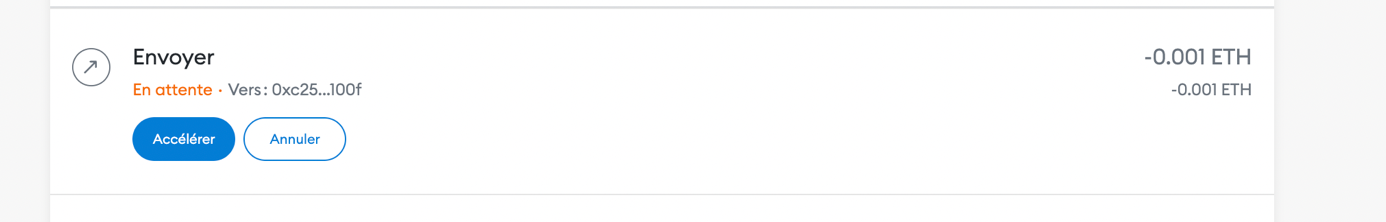 Envoyer
-0.001 ETH
En attente · Vers : 0xc25...100f
-0.001 ETH
Accélérer
Annuler